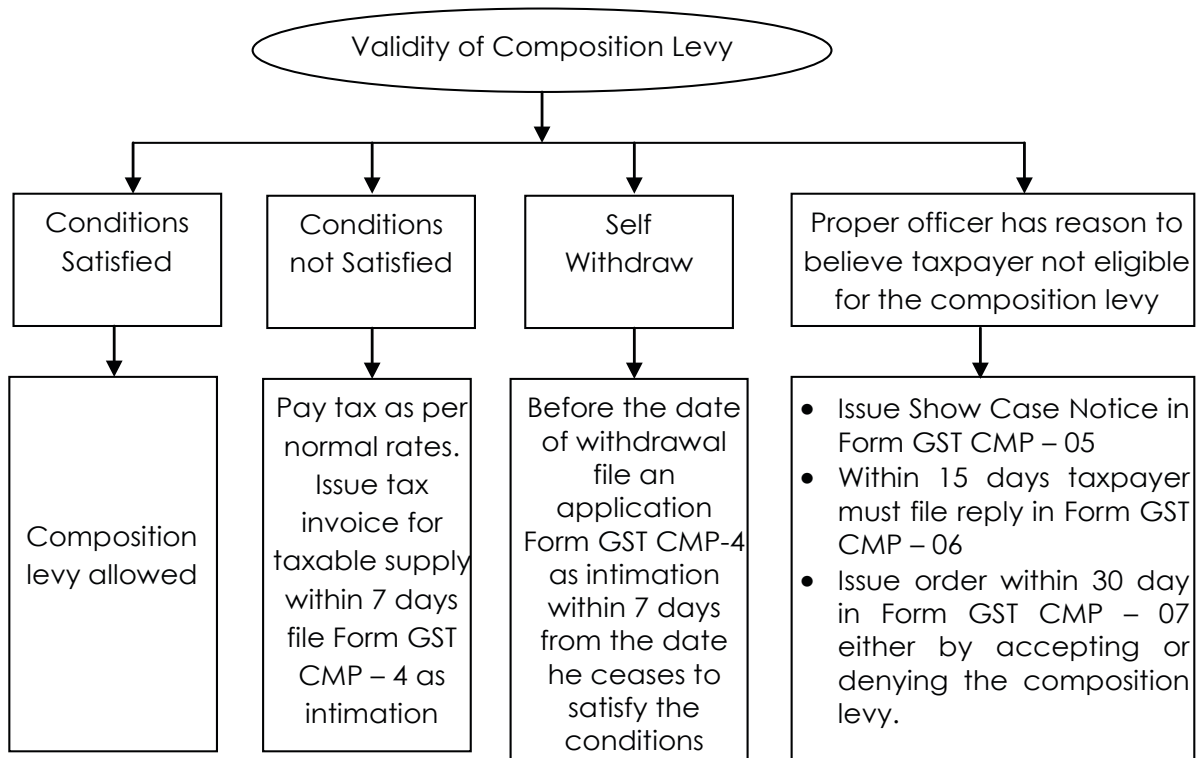 Validity of Composition Levy
Conditions
Satisfied
Conditions
not Satisfied
Self
Withdraw
Proper officer has reason to
believe taxpayer not eligible
for the composition levy
Composition
levy allowed
Pay tax as per
normal rates.
Issue tax
invoice for
taxable supply
within 7 days
file Form GST
CMP – 4 as
intimation
Before the date
of withdrawal
file an
application
Form GST CMP-4
as intimation
within 7 days
from the date
he ceases to
satisfy the
conditions
• Issue Show Case Notice in
Form GST CMP – 05
• Within 15 days taxpayer
must file reply in Form GST
CMP – 06
• Issue order within 30 day
in Form GST CMP – 07
either by accepting or
denying the composition
levy.